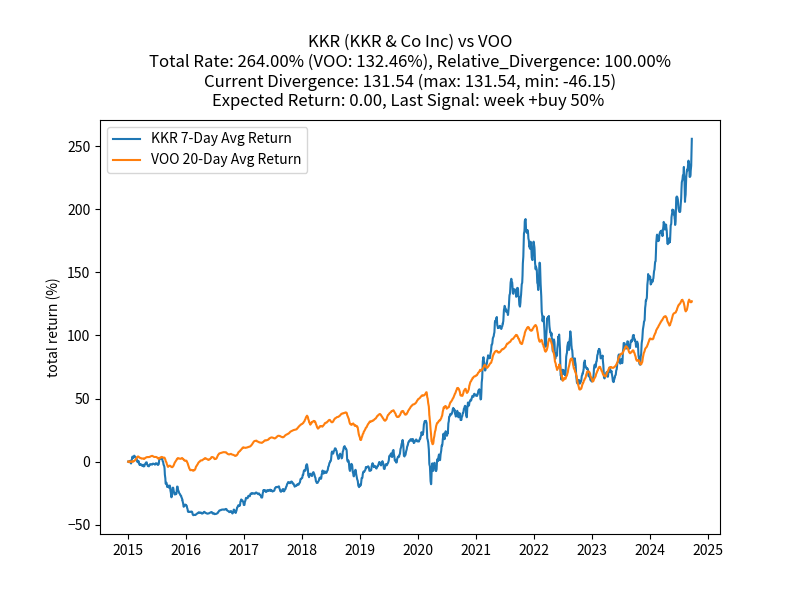 KKR (KKR & Co Inc) vs VOO
Total Rate: 264.00% (VOO: 132.46%), Relative_Divergence: 100.00%
Current Divergence: 131.54 (max: 131.54, min: -46.15)
Expected Return: 0.00, Last Signal: week +buy 50%
KKR 7-Day Avg Return
VOO 20-Day Avg Return
total return (%)
250
200
150
100
50
0
−50
2015 2016 2017 2018 2019 2020 2021 2022 2023 2024 2025